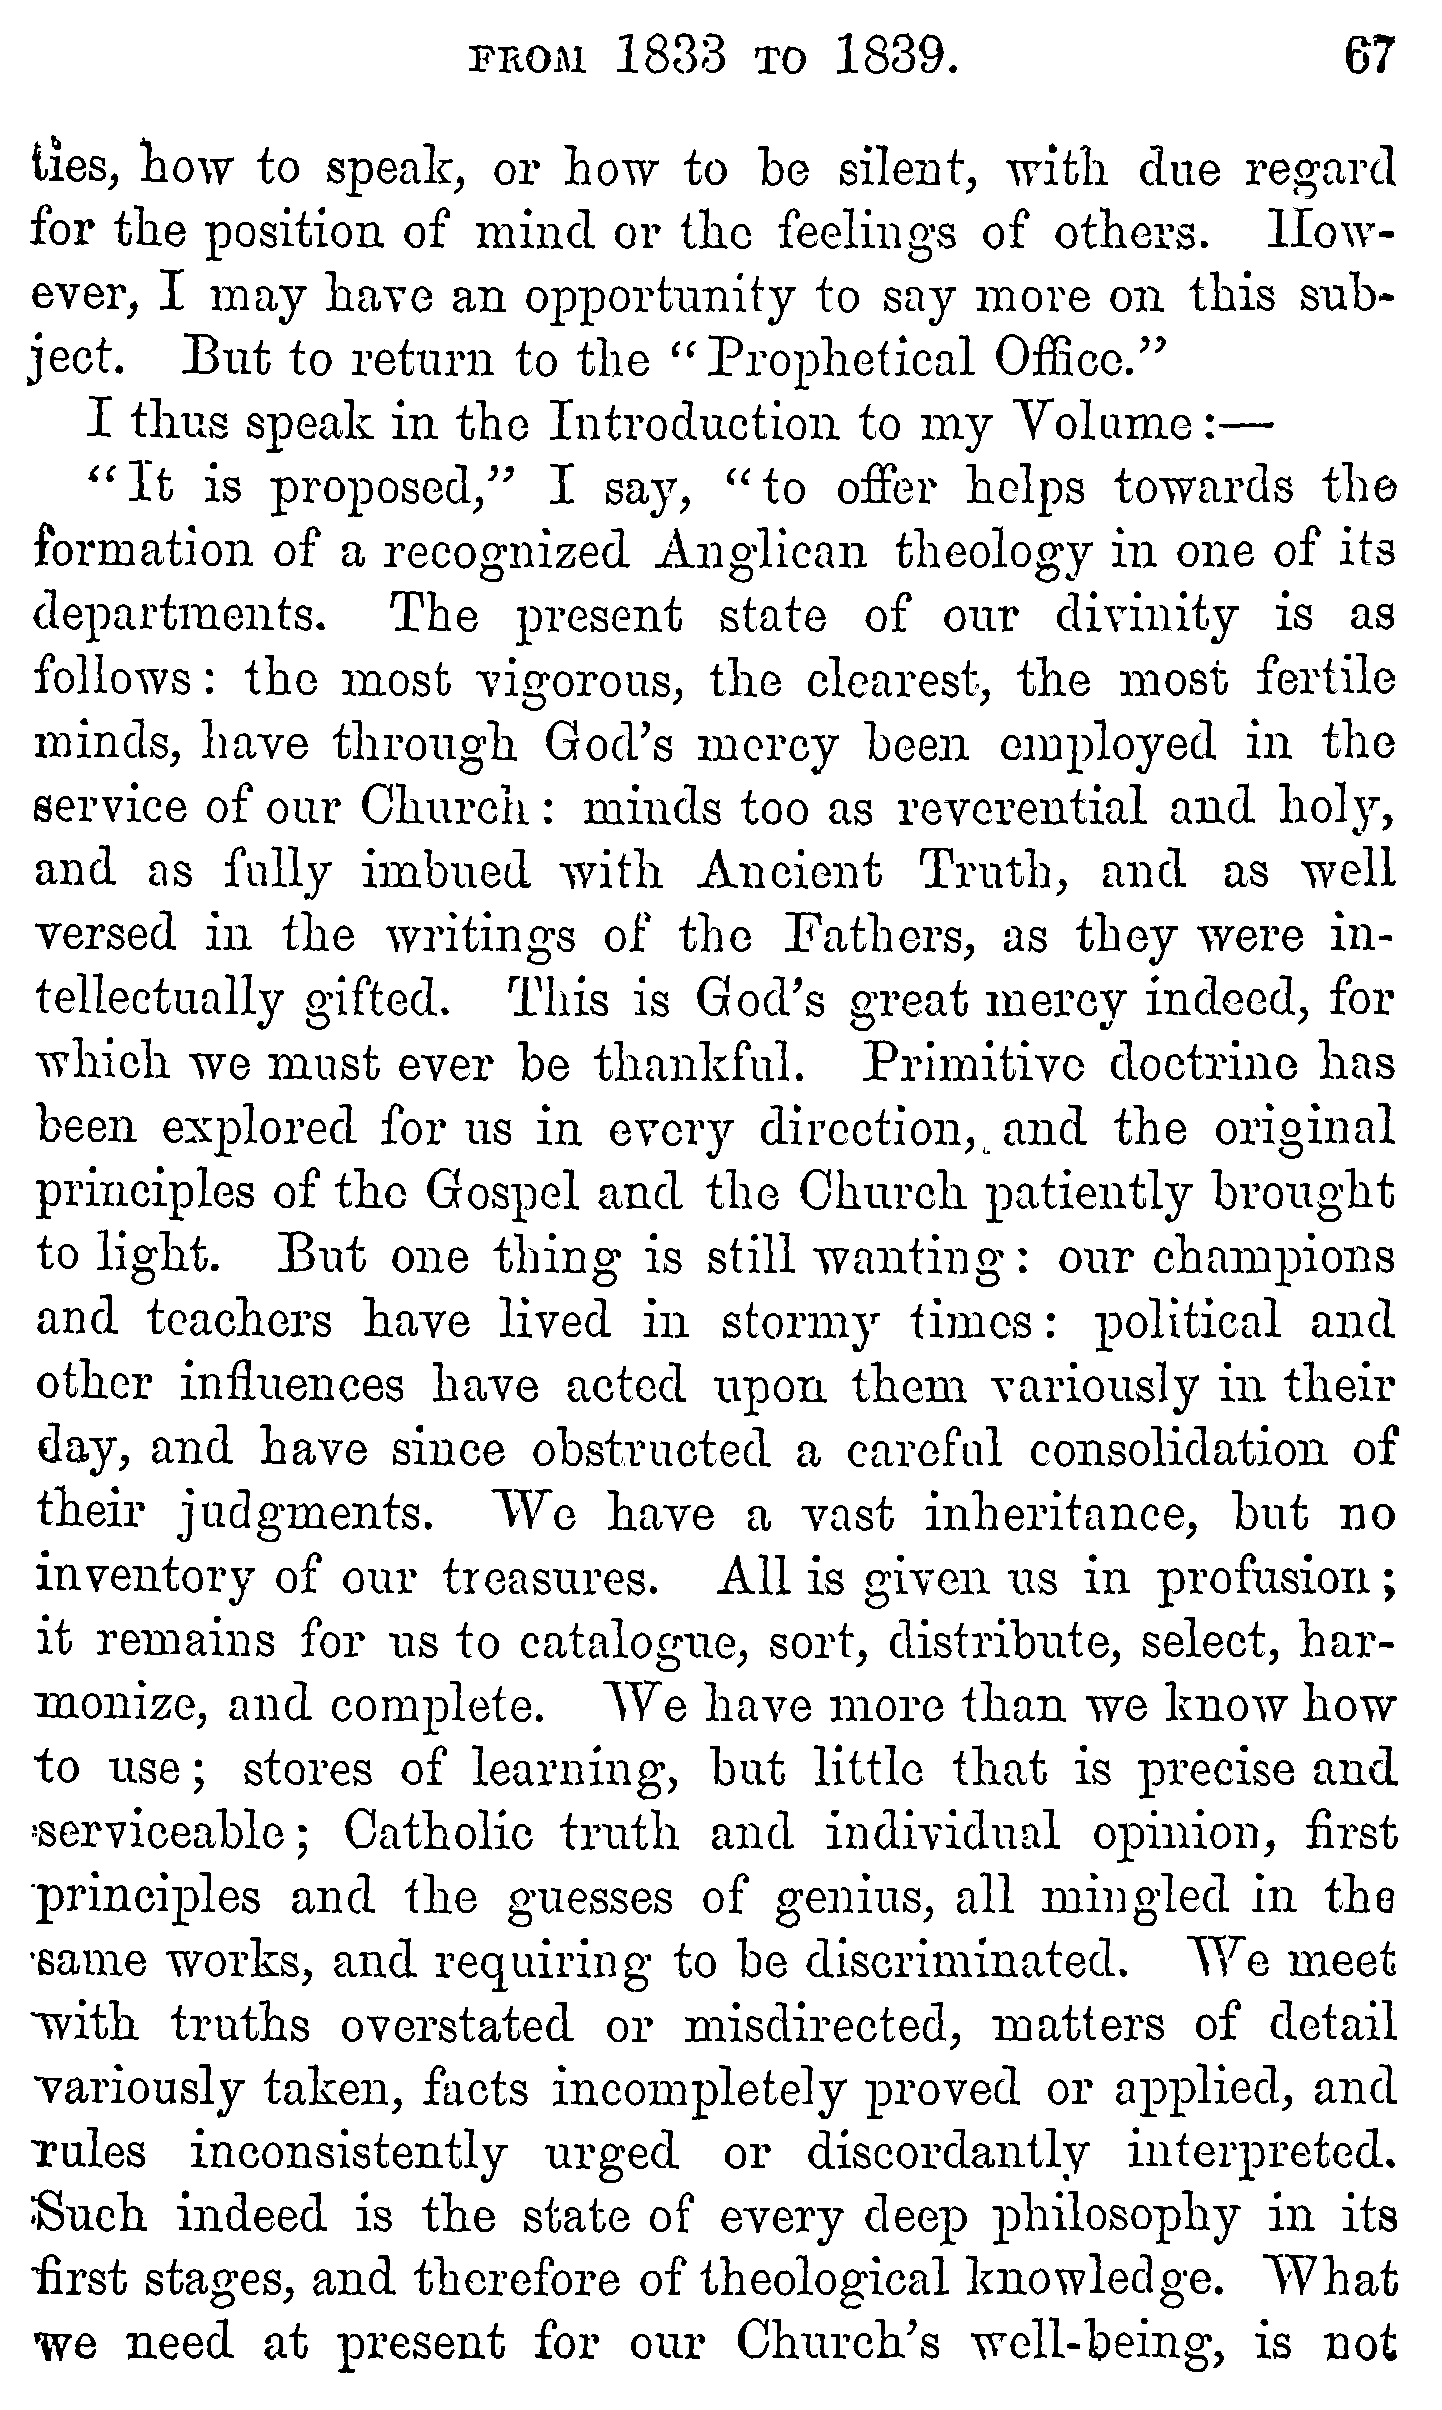 FROM 1833 TO 1839. 67
ties, how to speak, or how to be silent, with due regard
for the position of mind or the feelings of others. How-
ever, I may have an opportunity to say more on this sub-
ject. But to return to the “Prophetical Office.”
I thus speak in the Introduction to my Volume:—
“It is proposed,” I say, “to offer helps towards the
formation of a recognized Anglican theology in one of its
departments. The present state of our divinity is as
follows: the most vigorous, the clearest, the most fertile
minds, have through God’s mercy been employed in the
service of our Church: minds too as reverential and holy,
and as fully imbued with Ancient Truth, and as well
versed in the writings of the Fathers, as they were in-
tellectually gifted. This is God’s great mercy indeed, for
which we must ever be thankful. Primitive doctrine has
been explored for us in every direction, and the original
principles of the Gospel and the Church patiently brought
to light. But one thing is still wanting: our champions
and teachers have lived in stormy times: political and
other influences have acted upon them variously in their
day, and have since obstructed a careful consolidation of
their judgments. We have a vast inheritance, but no
inventory of our treasures. All is given us in profusion;
it remains for us to catalogue, sort, distribute, select, har-
monize, and complete. We have more than we know how
to use; stores of learning, but little that is precise and
serviceable; Catholic truth and individual opinion, first
principles and the guesses of genius, all mingled in the
same works, and requiring to be discriminated. We meet
with truths overstated or misdirected, matters of detail
variously taken, facts incompletely proved or applied, and
rules inconsistently urged or discordantly interpreted.
Such indeed is the state of every deep philosophy in its
first stages, and therefore of theological knowledge. What
we need at present for our Church’s well-being, is not